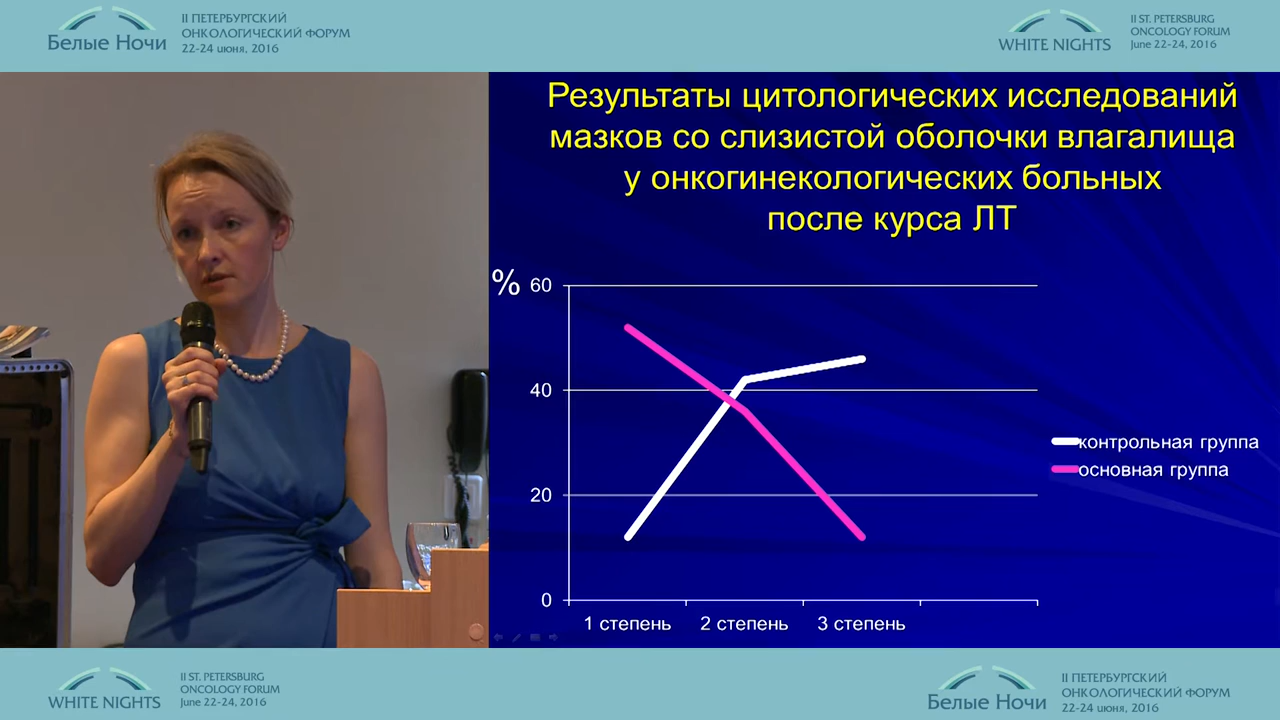 Белые Ночи
II ПЕТЕРБУРГСКИЙ
ОНКОЛОГИЧЕСКИЙ ФОРУМ
22-24 июня, 2016
WHITE NIGHTS
II ST. PETERSBURG
ONCOLOGY FORUM
June 22-24, 2016
Результаты цитологических исследований
мазков со слизистой оболочки влагалища
у онкогинекологических больных
после курса ЛТ
%
60
40
20
0
1 степень 2 степень 3 степень
контрольная группа
основная группа
WHITE NIGHTS
II ST. PETERSBURG
ONCOLOGY FORUM
June 22-24, 2016
Белые Ночи
II ПЕТЕРБУРГСКИЙ
ОНКОЛОГИЧЕСКИЙ ФОРУМ
22-24 июня, 2016